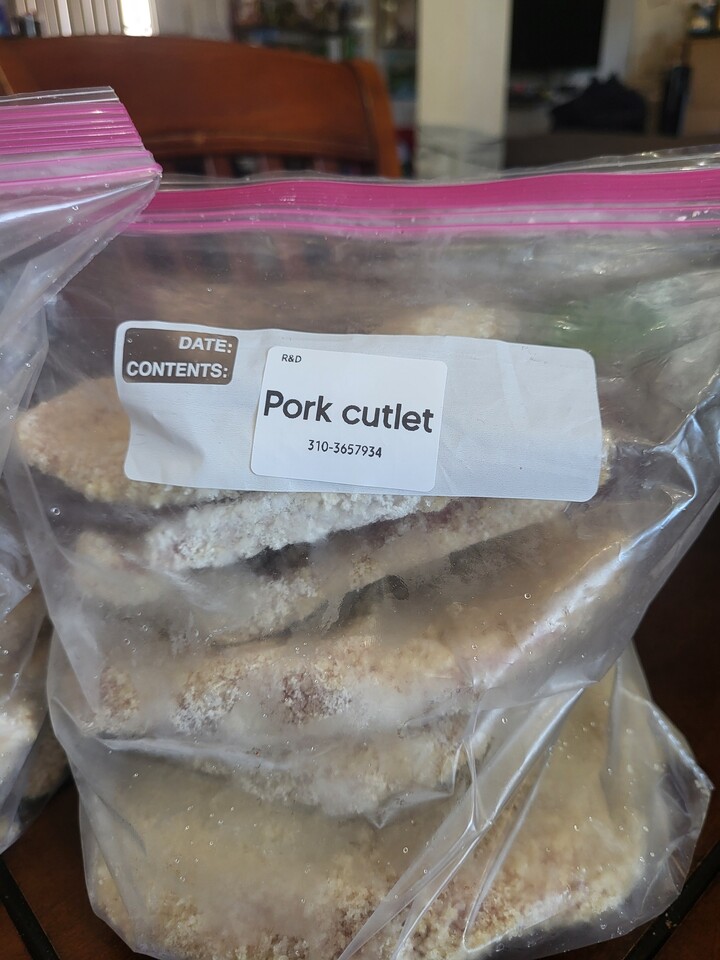 DATE:
CONTENTS:
R&D
Pork cutlet
310-3657934